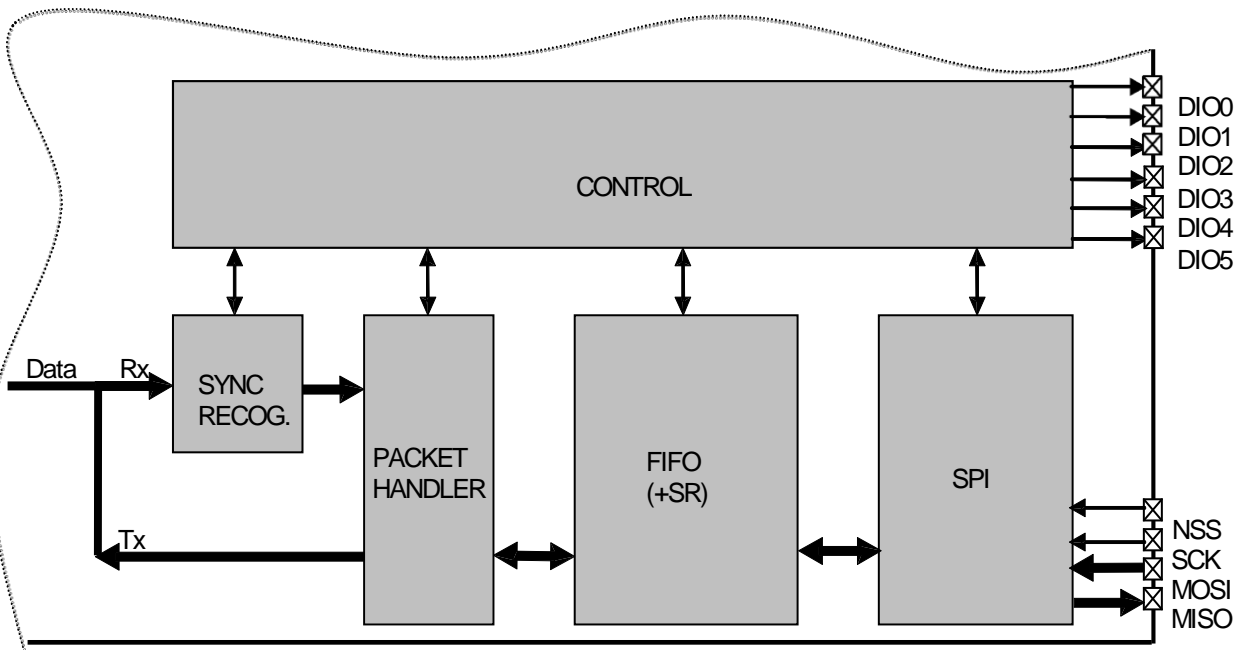 CONTROL
DIO0
DIO1
DIO2
DIO3
DIO4
DIO5
Data
Rx
SYNC
RECOG.
PACKET
HANDLER
FIFO
(+SR)
SPI
Tx
NSS
SCK
MOSI
MISO